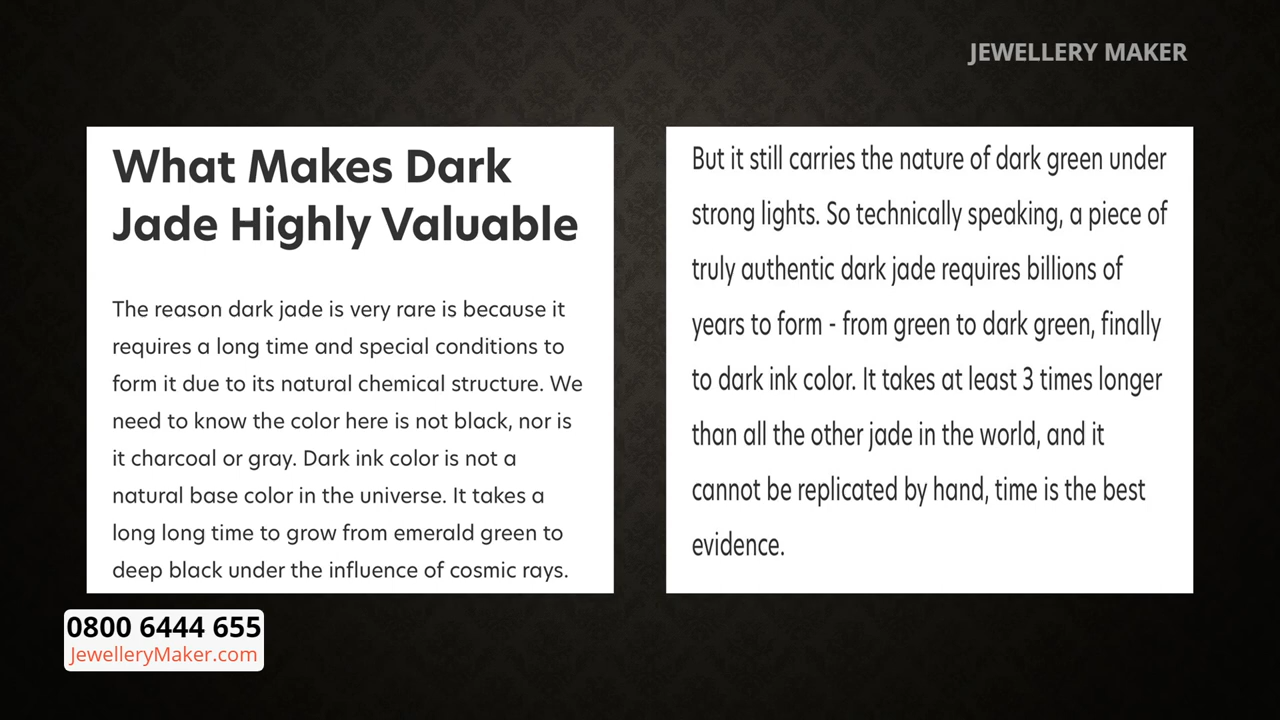 JEWELLERY MAKER
What Makes Dark
Jade Highly Valuable
The reason dark jade is very rare is because it
requires a long time and special conditions to
form it due to its natural chemical structure. We
need to know the color here is not black, nor is
it charcoal or gray. Dark ink color is not a
natural base color in the universe. It takes a
long long time to grow from emerald green to
deep black under the influence of cosmic rays.
But it still carries the nature of dark green under
strong lights. So technically speaking, a piece of
truly authentic dark jade requires billions of
years to form - from green to dark green, finally
to dark ink color. It takes at least 3 times longer
than all the other jade in the world, and it
cannot be replicated by hand, time is the best
evidence.
0800 6444 655
JewelleryMaker.com